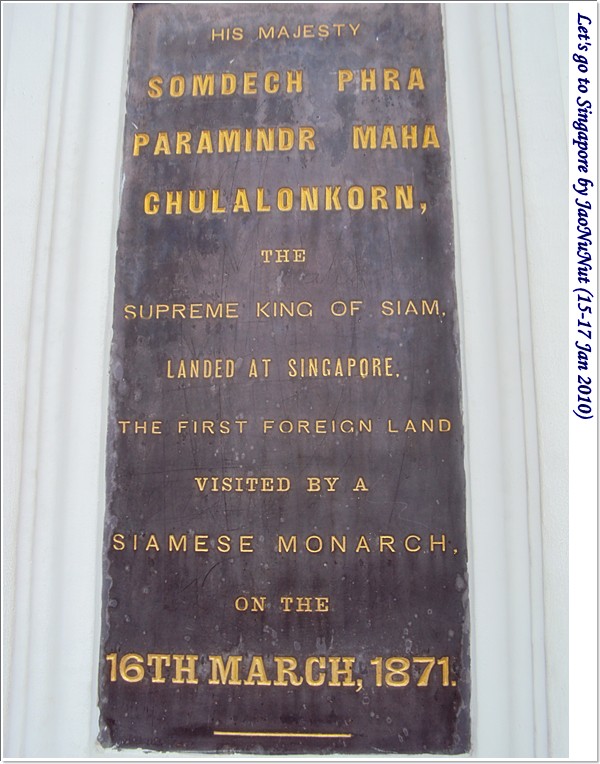 HIS MAJESTY
SOMDECH PHRA
PARAMINDR MAHA
CHULALONKORN,
THE
SUPREME KING OF SIAM,
LANDED AT SINGAPORE,
THE FIRST FOREIGN LAND
VISITED BY A
SIAMESE MONARCH,
ON THE
16TH MARCH, 1871.
Let's go to Singapore by JaoNuNut (15-17 Jan 2010)